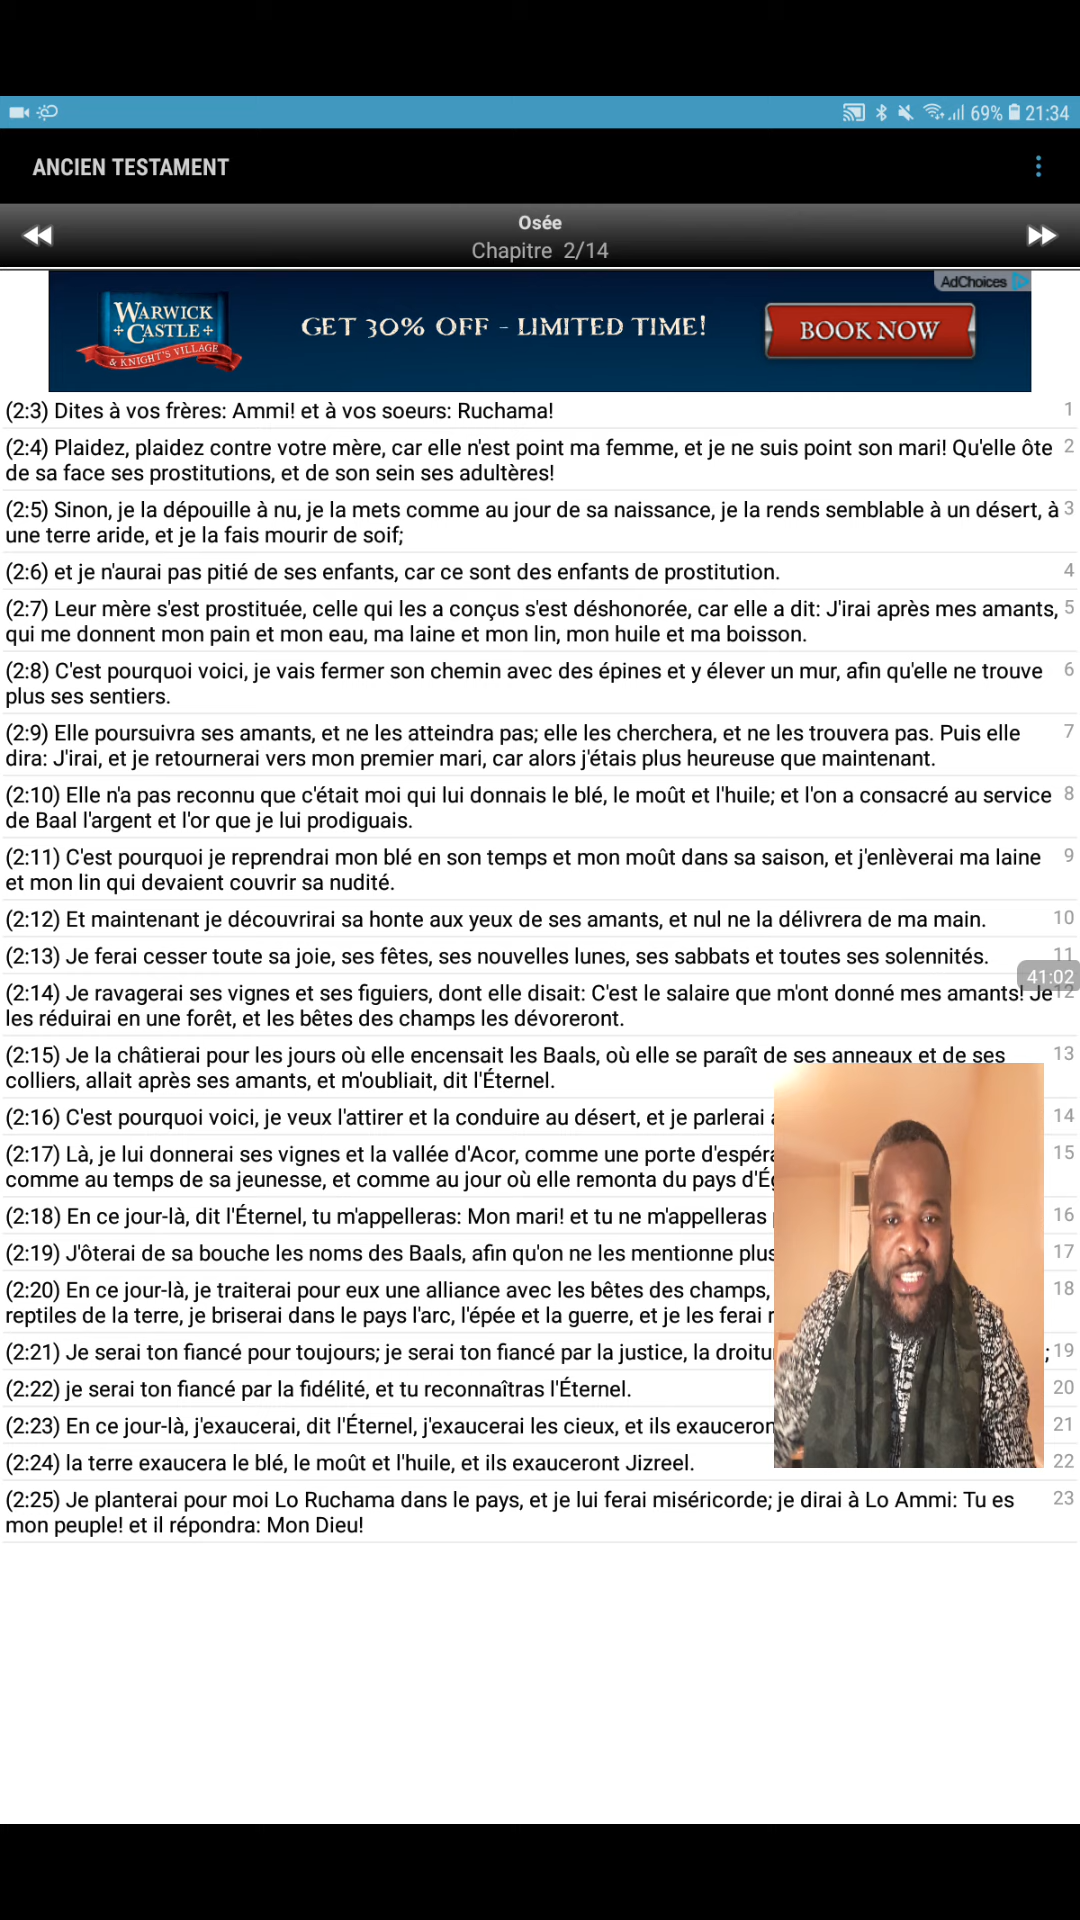 69% 21:34
ANCIEN TESTAMENT
Osée
Chapitre 2/14
AdChoices
WARWICK
CASTLE
& KNIGHT'S VILLAGE
GET 30% OFF - LIMITED TIME!
BOOK NOW
(2:3) Dites à vos frères: Ammi! et à vos soeurs: Ruchama! 1
(2:4) Plaidez, plaidez contre votre mère, car elle n'est point ma femme, et je ne suis point son mari! Qu'elle ôte 2
de sa face ses prostitutions, et de son sein ses adultères!
(2:5) Sinon, je la dépouille à nu, je la mets comme au jour de sa naissance, je la rends semblable à un désert, à 3
une terre aride, et je la fais mourir de soif;
(2:6) et je n'aurai pas pitié de ses enfants, car ce sont des enfants de prostitution. 4
(2:7) Leur mère s'est prostituée, celle qui les a conçus s'est déshonorée, car elle a dit: J'irai après mes amants, 5
qui me donnent mon pain et mon eau, ma laine et mon lin, mon huile et ma boisson.
(2:8) C'est pourquoi voici, je vais fermer son chemin avec des épines et y élever un mur, afin qu'elle ne trouve 6
plus ses sentiers.
(2:9) Elle poursuivra ses amants, et ne les atteindra pas; elle les cherchera, et ne les trouvera pas. Puis elle 7
dira: J'irai, et je retournerai vers mon premier mari, car alors j'étais plus heureuse que maintenant.
(2:10) Elle n'a pas reconnu que c'était moi qui lui donnais le blé, le moût et l'huile; et l'on a consacré au service 8
de Baal l'argent et l'or que je lui prodiguais.
(2:11) C'est pourquoi je reprendrai mon blé en son temps et mon moût dans sa saison, et j'enlèverai ma laine 9
et mon lin qui devaient couvrir sa nudité.
(2:12) Et maintenant je découvrirai sa honte aux yeux de ses amants, et nul ne la délivrera de ma main. 10
(2:13) Je ferai cesser toute sa joie, ses fêtes, ses nouvelles lunes, ses sabbats et toutes ses solennités. 11
41:02
(2:14) Je ravagerai ses vignes et ses figuiers, dont elle disait: C'est le salaire que m'ont donné mes amants! Je 12
les réduirai en une forêt, et les bêtes des champs les dévoreront.
(2:15) Je la châtierai pour les jours où elle encensait les Baals, où elle se paraît de ses anneaux et de ses 13
colliers, allait après ses amants, et m'oubliait, dit l'Éternel.
(2:16) C'est pourquoi voici, je veux l'attirer et la conduire au désert, et je parlerai 14
(2:17) Là, je lui donnerai ses vignes et la vallée d'Acor, comme une porte d'espéra 15
comme au temps de sa jeunesse, et comme au jour où elle remonta du pays
(2:18) En ce jour-là, dit l'Éternel, tu m'appelleras: Mon mari! et tu ne m'appelleras 16
(2:19) J'ôterai de sa bouche les noms des Baals, afin qu'on ne les mentionne plus 17
(2:20) En ce jour-là, je traiterai pour eux une alliance avec les bêtes des champs, 18
reptiles de la terre, je briserai dans le pays l'arc, l'épée et la guerre, et je les ferai
(2:21) Je serai ton fiancé pour toujours; je serai ton fiancé par la justice, la droitu ; 19
(2:22) je serai ton fiancé par la fidélité, et tu reconnaîtras l'Éternel. 20
(2:23) En ce jour-là, j'exaucerai, dit l'Éternel, j'exaucerai les cieux, et ils exauceron 21
(2:24) la terre exaucera le blé, le moût et l'huile, et ils exauceront Jizreel. 22
(2:25) Je planterai pour moi Lo Ruchama dans le pays, et je lui ferai miséricorde; je dirai à Lo Ammi: Tu es 23
mon peuple! et il répondra: Mon Dieu!